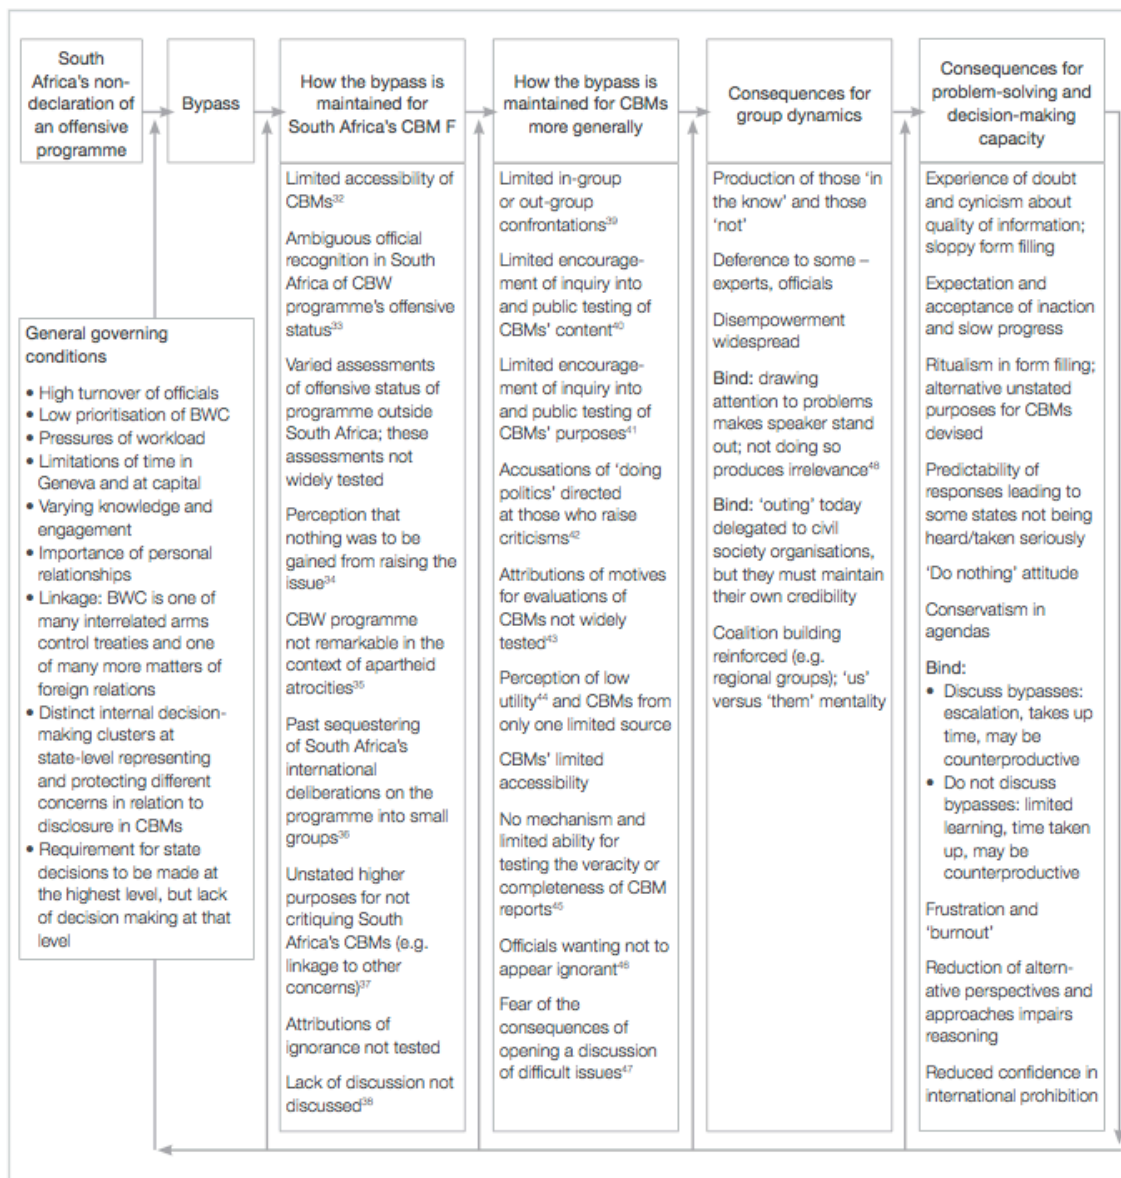 South
Africa's non-
declaration of
an offensive
programme
Bypass
How the bypass is
maintained for
South Africa's CBM F
How the bypass is
maintained for CBMs
more generally
Consequences for
group dynamics
Consequences for
problem-solving and
decision-making
capacity
General governing
conditions
• High turnover of officials
• Low prioritisation of BWC
• Pressures of workload
• Limitations of time in
Geneva and at capital
• Varying knowledge and
engagement
• Importance of personal
relationships
• Linkage: BWC is one of
many interrelated arms
control treaties and one
of many more matters of
foreign relations
• Distinct internal decision-
making clusters at
state-level representing
and protecting different
concerns in relation to
disclosure in CBMs
• Requirement for state
decisions to be made at
the highest level, but lack
of decision making at that
level
Limited accessibility of
CBMs³²
Ambiguous official
recognition in South
Africa of CBW
programme's offensive
status³³
Varied assessments
of offensive status of
programme outside
South Africa; these
assessments not
widely tested
Perception that
nothing was to be
gained from raising the
issue³⁴
CBW programme
not remarkable in the
context of apartheid
atrocities³⁵
Past sequestering
of South Africa's
international
deliberations on the
programme into small
groups³⁶
Unstated higher
purposes for not
critiquing South
Africa's CBMs (e.g.
linkage to other
concerns)³⁷
Attributions of
ignorance not tested
Lack of discussion not
discussed³⁸
Limited in-group
or out-group
confrontations³⁹
Limited encourage-
ment of inquiry into
and public testing of
CBMs' content⁴⁰
Limited encourage-
ment of inquiry into
and public testing of
CBMs' purposes⁴¹
Accusations of 'doing
politics' directed
at those who raise
criticisms⁴²
Attributions of motives
for evaluations of
CBMs not widely
tested⁴³
Perception of low
utility⁴⁴ and CBMs from
only one limited source
CBMs' limited
accessibility
No mechanism and
limited ability for
testing the veracity or
completeness of CBM
reports⁴⁵
Officials wanting not to
appear ignorant⁴⁶
Fear of the
consequences of
opening a discussion
of difficult issues⁴⁷
Production of those 'in
the know' and those
'not'
Deference to some –
experts, officials
Disempowerment
widespread
Bind: drawing
attention to problems
makes speaker stand
out; not doing so
produces irrelevance⁴⁸
Bind: 'outing' today
delegated to civil
society organisations,
but they must maintain
their own credibility
Coalition building
reinforced (e.g.
regional groups); 'us'
versus 'them' mentality
Experience of doubt
and cynicism about
quality of information;
sloppy form filling
Expectation and
acceptance of inaction
and slow progress
Ritualism in form filling;
alternative unstated
purposes for CBMs
devised
Predictability of
responses leading to
some states not being
heard/taken seriously
'Do nothing' attitude
Conservatism in
agendas
Bind:
• Discuss bypasses:
escalation, takes up
time, may be
counterproductive
• Do not discuss
bypasses: limited
learning, time taken
up, may be
counterproductive
Frustration and
'burnout'
Reduction of altern-
ative perspectives and
approaches impairs
reasoning
Reduced confidence in
international prohibition